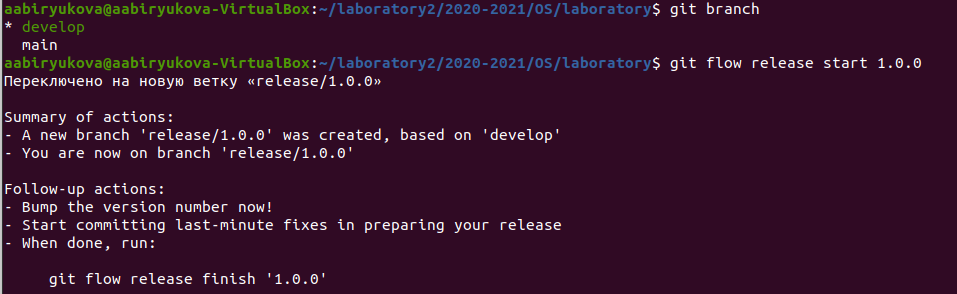 aabiryukova@aabiryukova-VirtualBox:~/laboratory2/2020-2021/OS/laboratory$ git branch
* develop
  main
aabiryukova@aabiryukova-VirtualBox:~/laboratory2/2020-2021/OS/laboratory$ git flow release start 1.0.0
Переключено на новую ветку «release/1.0.0»

Summary of actions:
- A new branch 'release/1.0.0' was created, based on 'develop'
- You are now on branch 'release/1.0.0'

Follow-up actions:
- Bump the version number now!
- Start committing last-minute fixes in preparing your release
- When done, run:

     git flow release finish '1.0.0'